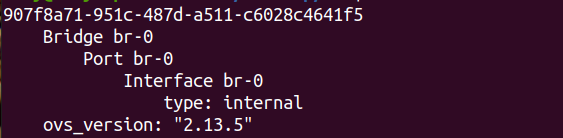 907f8a71-951c-487d-a511-c6028c4641f5
Bridge br-0
Port br-0
Interface br-0
type: internal
ovs_version: "2.13.5"